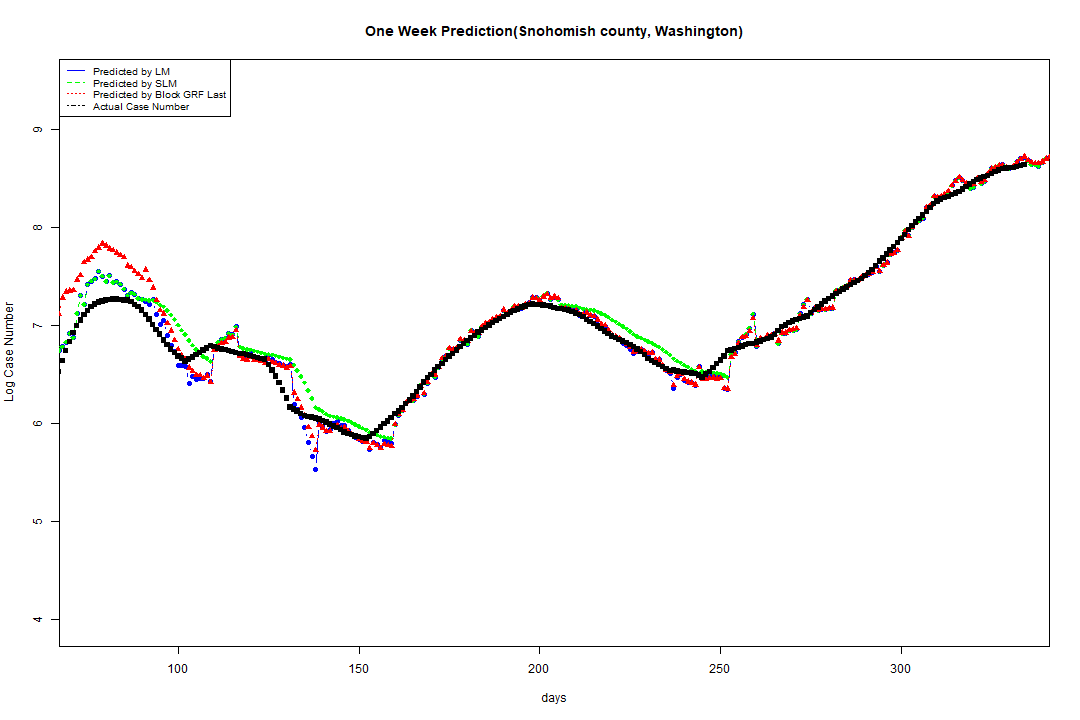 One Week Prediction(Snohomish county, Washington)
Predicted by LM
Predicted by SLM
Predicted by Block GRF Last
Actual Case Number
Log Case Number
9
8
7
6
5
4
100 150 200 250 300
days